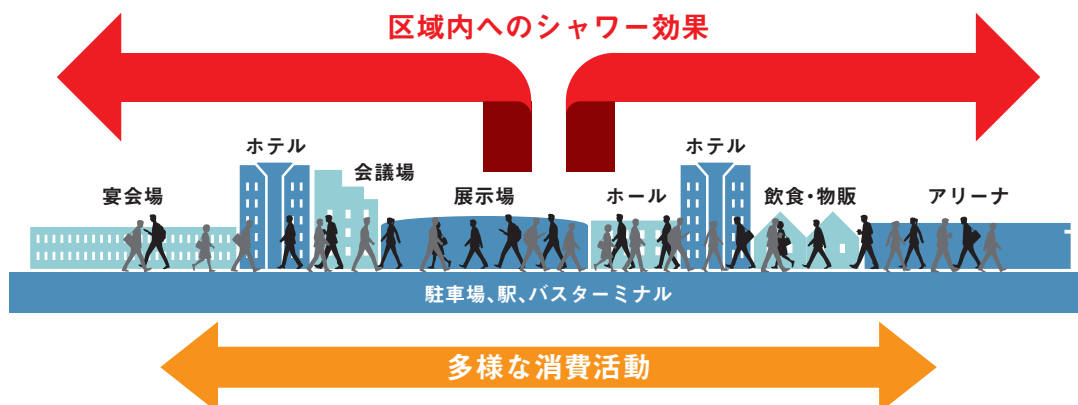 区域内へのシャワー効果
ホテル
ホテル
会議場
宴会場
展示場
ホール
飲食・物販
アリーナ
駐車場、駅、バスターミナル
多様な消費活動